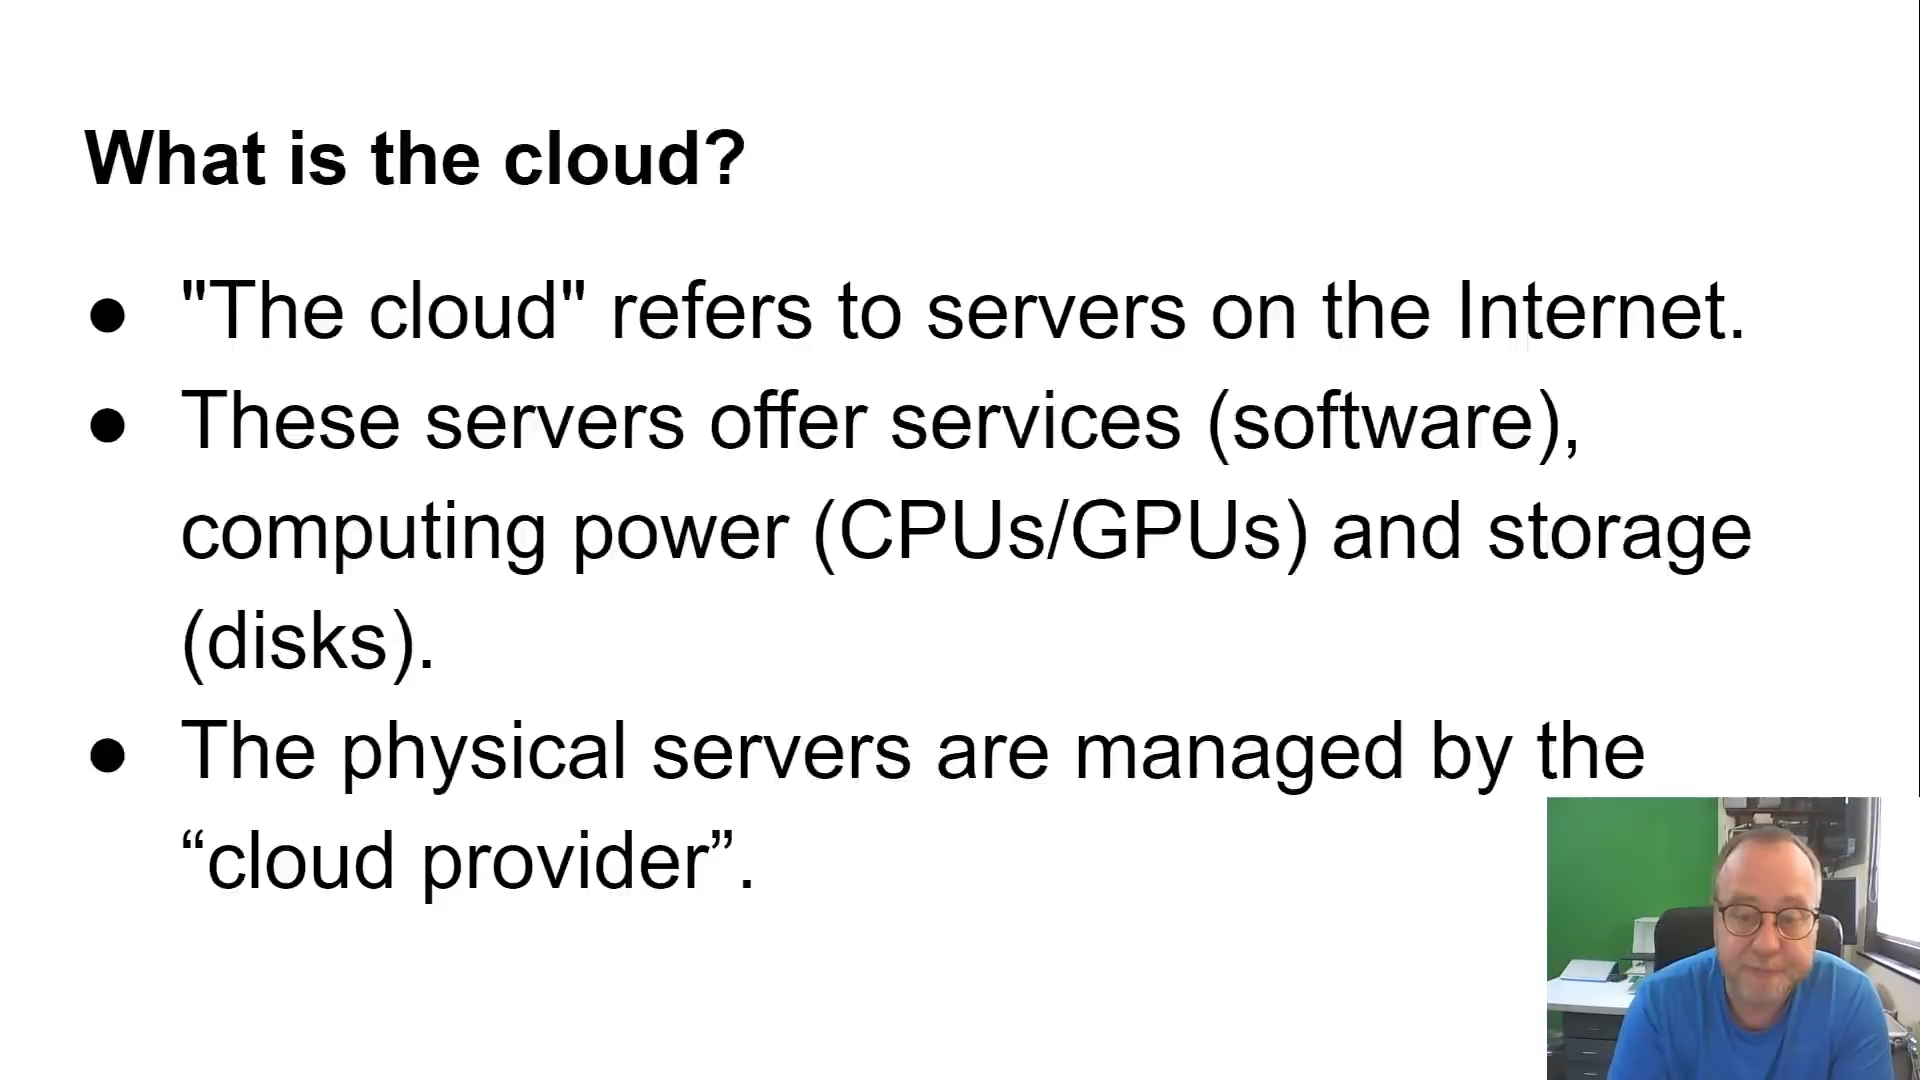 What is the cloud?
● "The cloud" refers to servers on the Internet.
● These servers offer services (software),
computing power (CPUs/GPUs) and storage
(disks).
● The physical servers are managed by the
“cloud provider”.